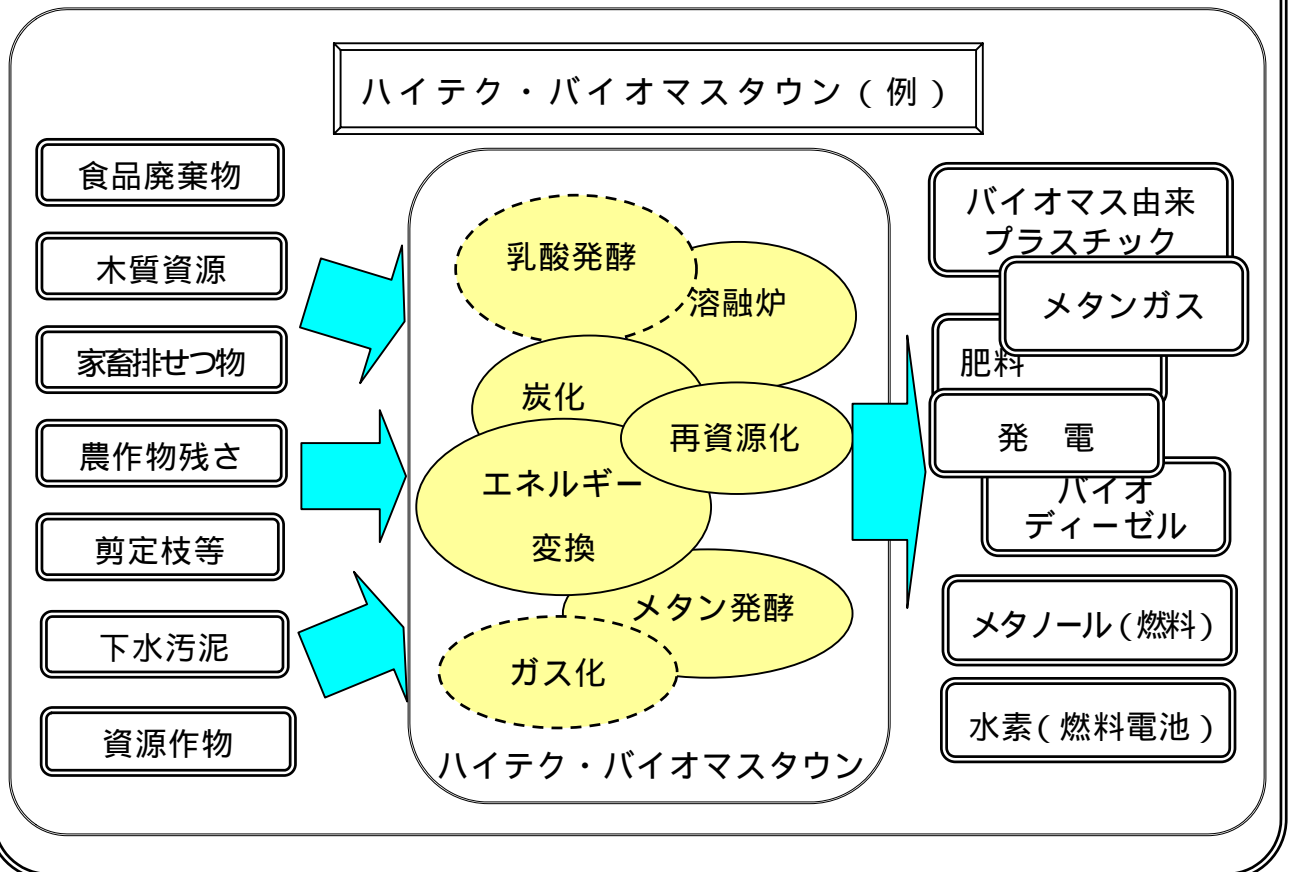 ハイテク・バイオマスタウン(例)
食品廃棄物
木質資源
家畜排せつ物
農作物残さ
剪定枝等
下水汚泥
資源作物
乳酸発酵
溶融炉
炭化
再資源化
エネルギー
変換
メタン発酵
ガス化
ハイテク・バイオマスタウン
バイオマス由来
プラスチック
メタンガス
肥料
発 電
バイオ
ディーゼル
メタノール(燃料)
水素(燃料電池)